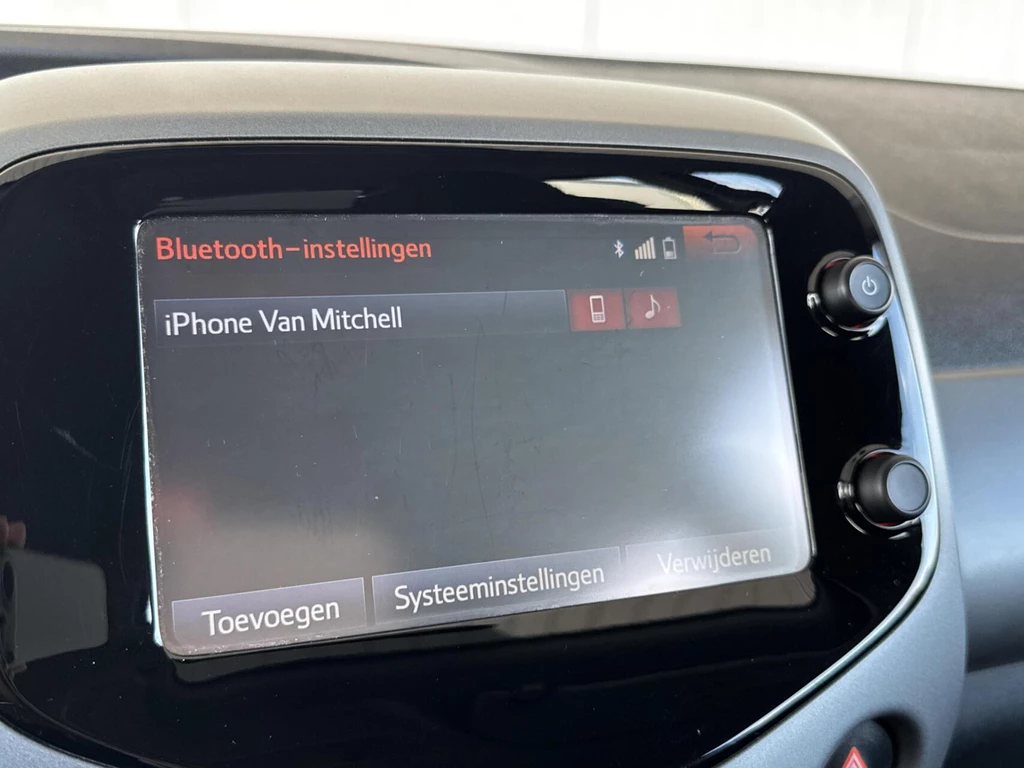 Bluetooth-instellingen
iPhone Van Mitchell
Toevoegen Systeeminstellingen Verwijderen